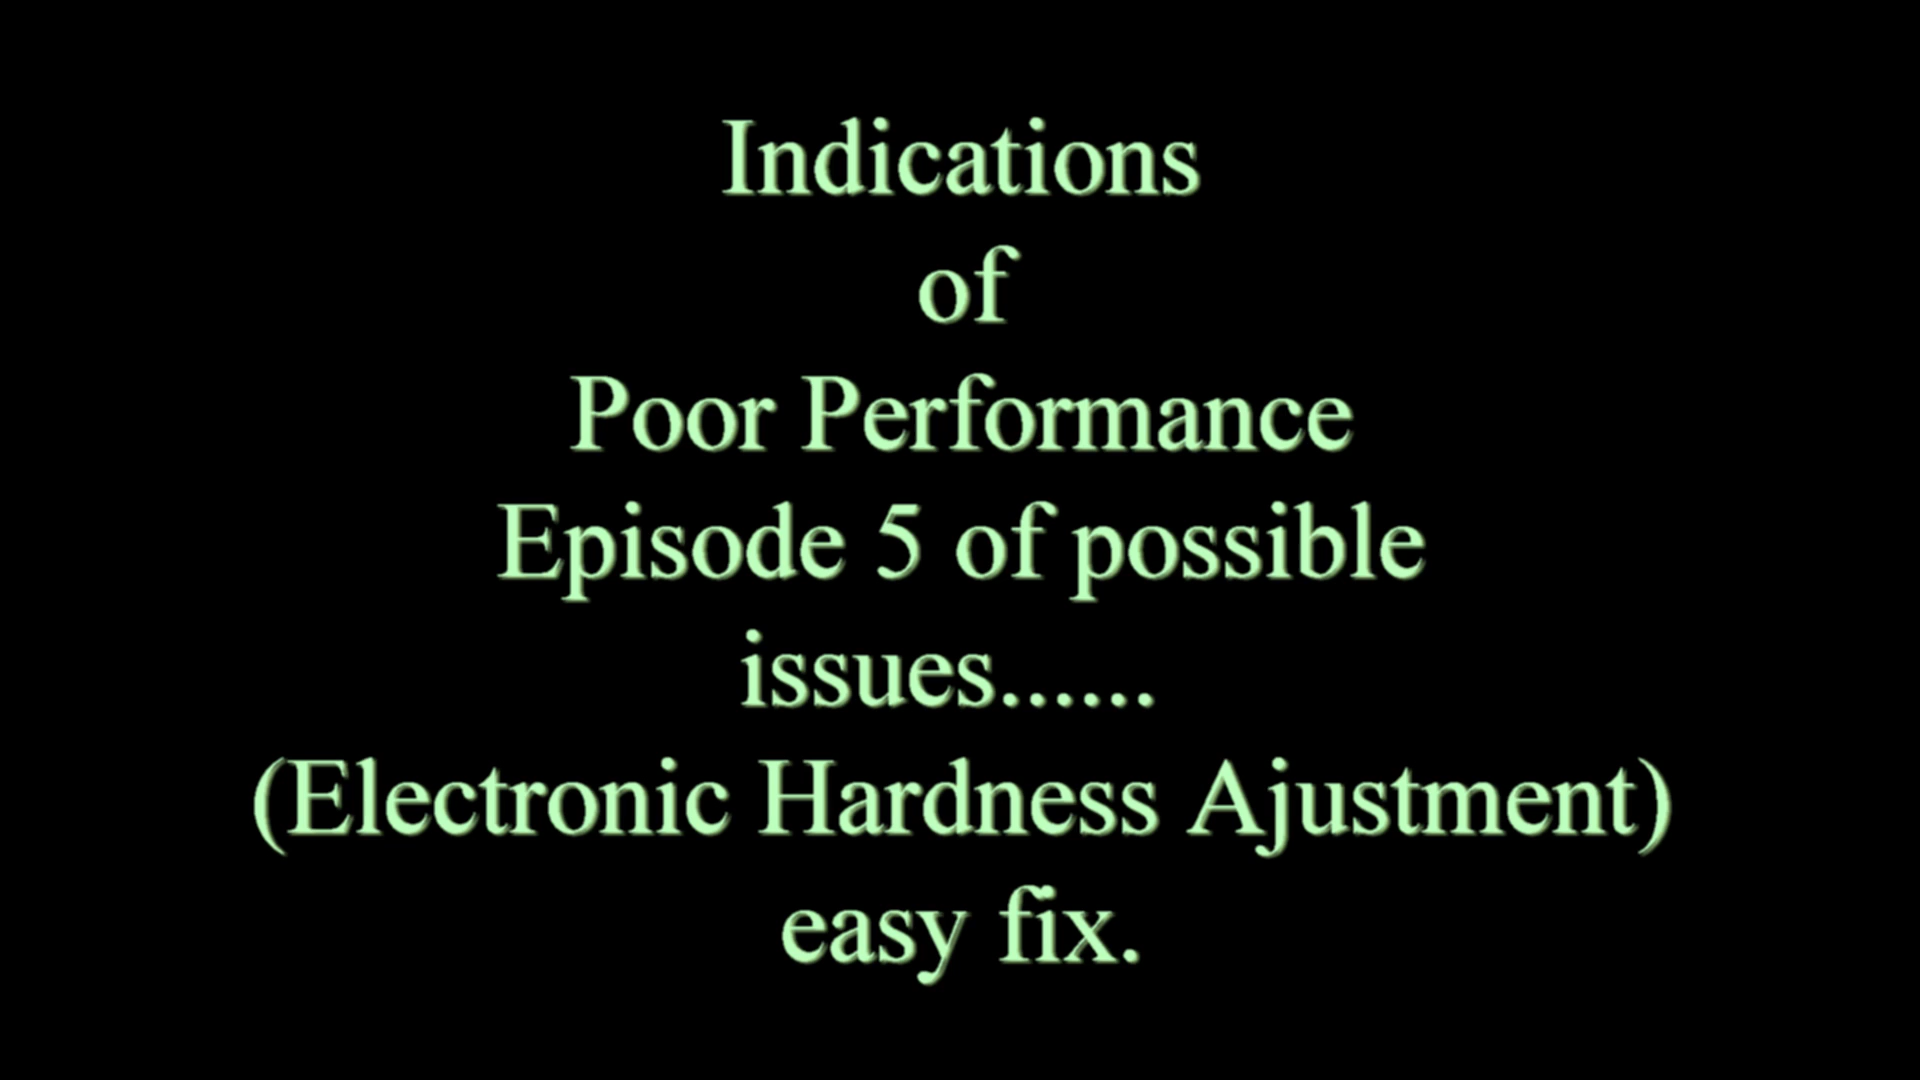 Indications
of
Poor Performance
Episode 5 of possible
issues......
(Electronic Hardness Ajustment)
easy fix.